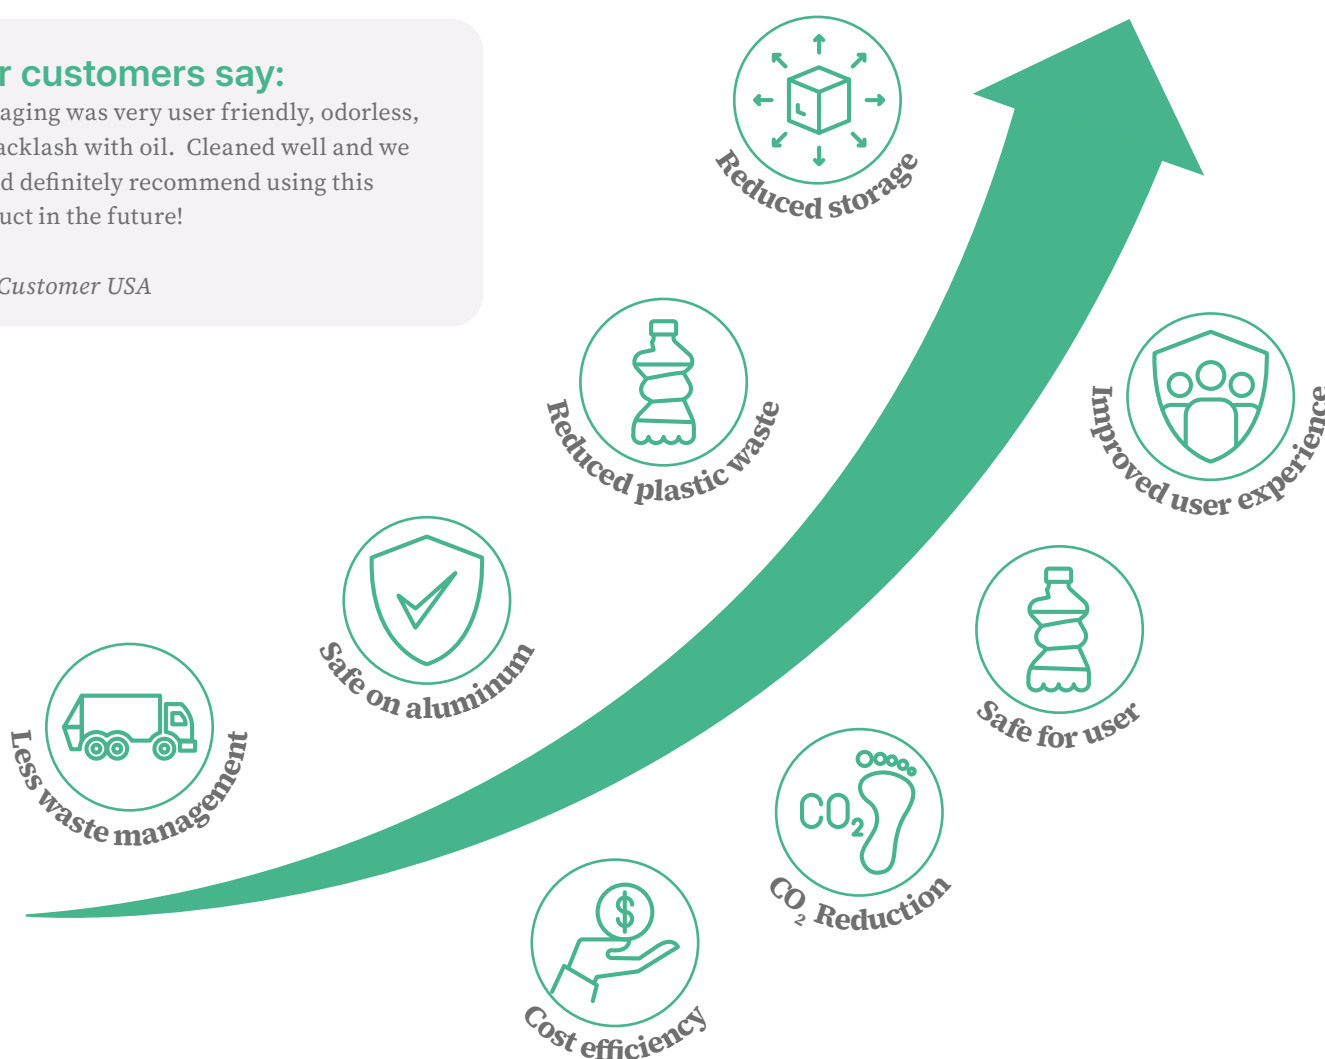 r customers say:
aging was very user friendly, odorless,
acklash with oil.  Cleaned well and we
d definitely recommend using this
uct in the future!
Customer USA
Reduced storage
Reduced plastic waste
Improved user experience
Safe on aluminum
Safe for user
Less waste management
CO₂
CO₂ Reduction
$
Cost efficiency